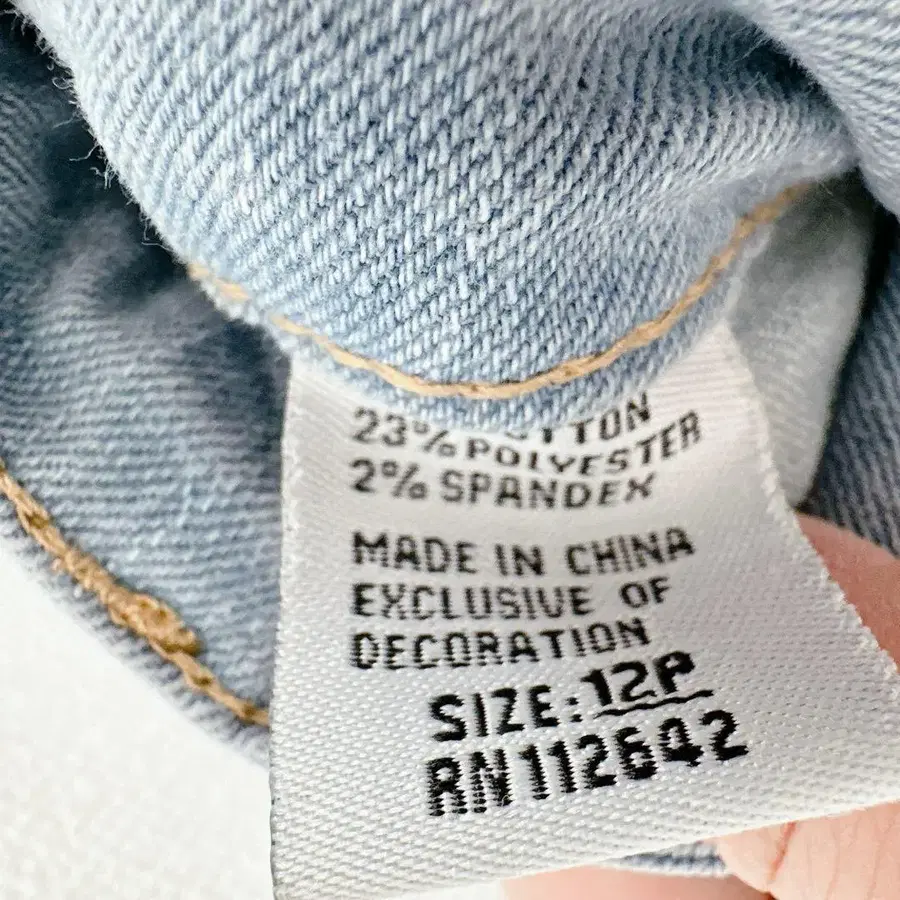 23% POLYESTER
2% SPANDEX
MADE IN CHINA
EXCLUSIVE OF
DECORATION
SIZE: 12P
RN112642